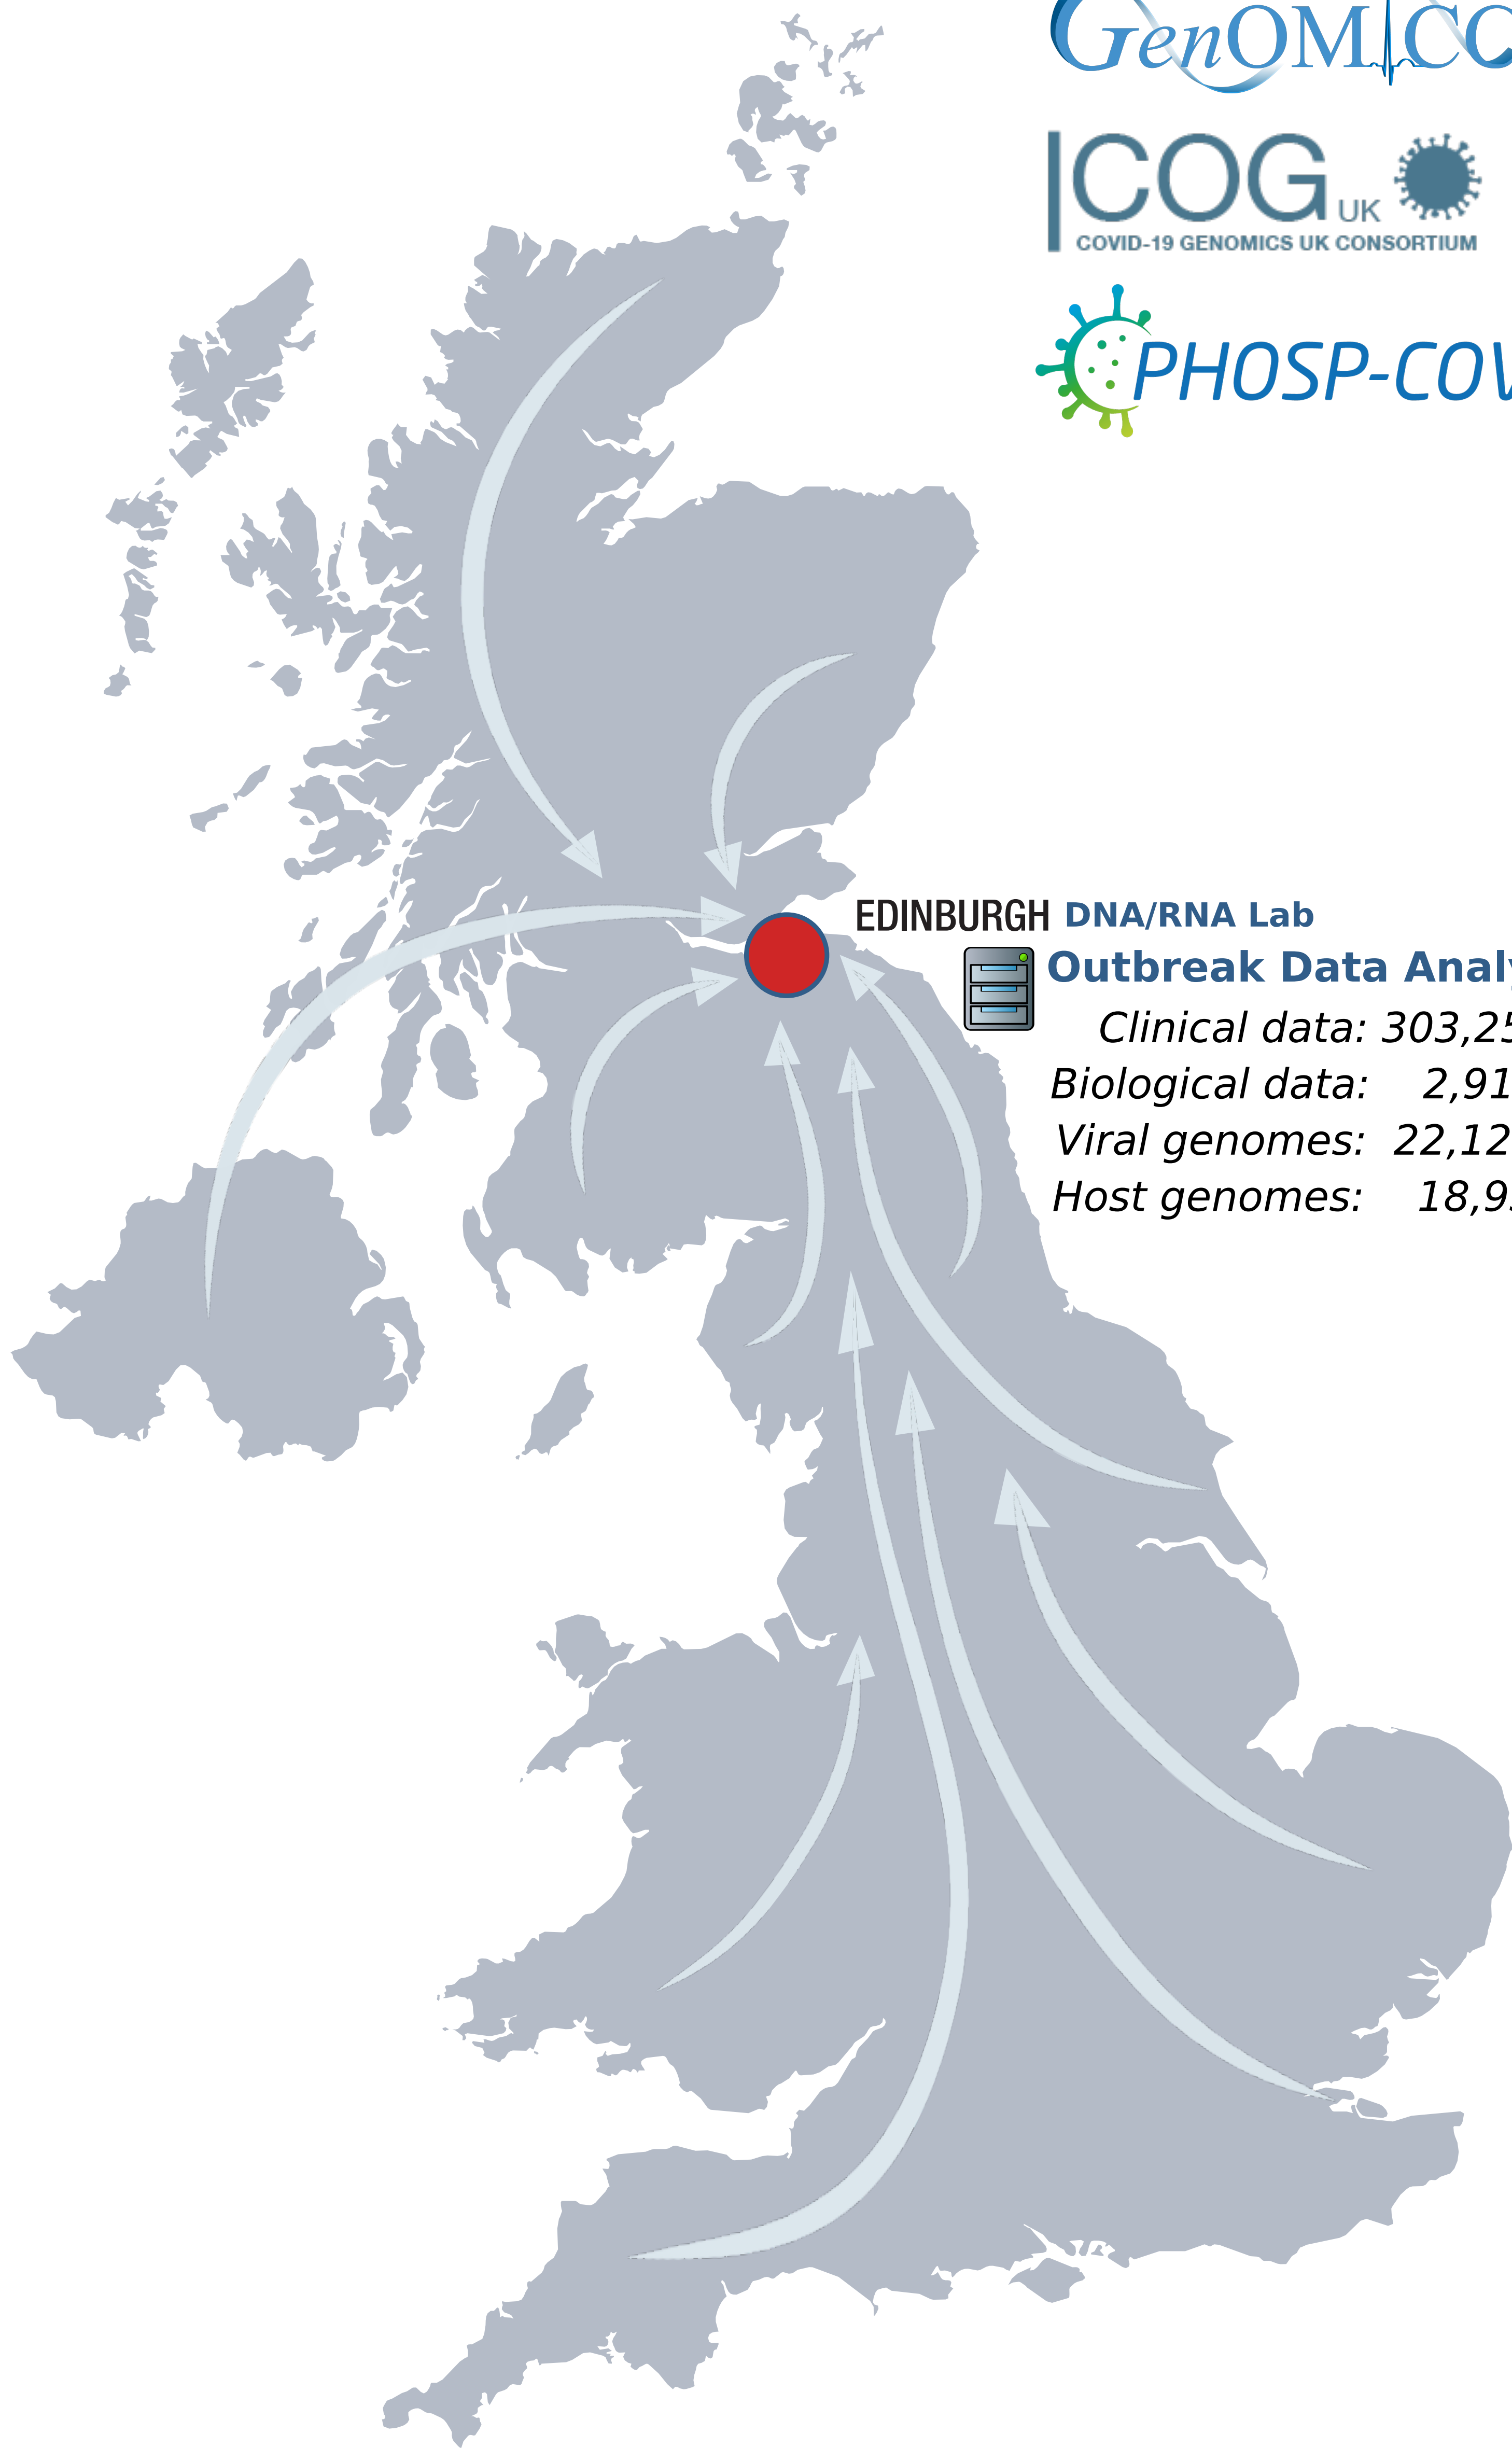 GenOMICC
COG UK
COVID-19 GENOMICS UK CONSORTIUM
PHOSP-COV
EDINBURGH DNA/RNA Lab
Outbreak Data Analy
Clinical data: 303,25
Biological data: 2,91
Viral genomes: 22,12
Host genomes: 18,9